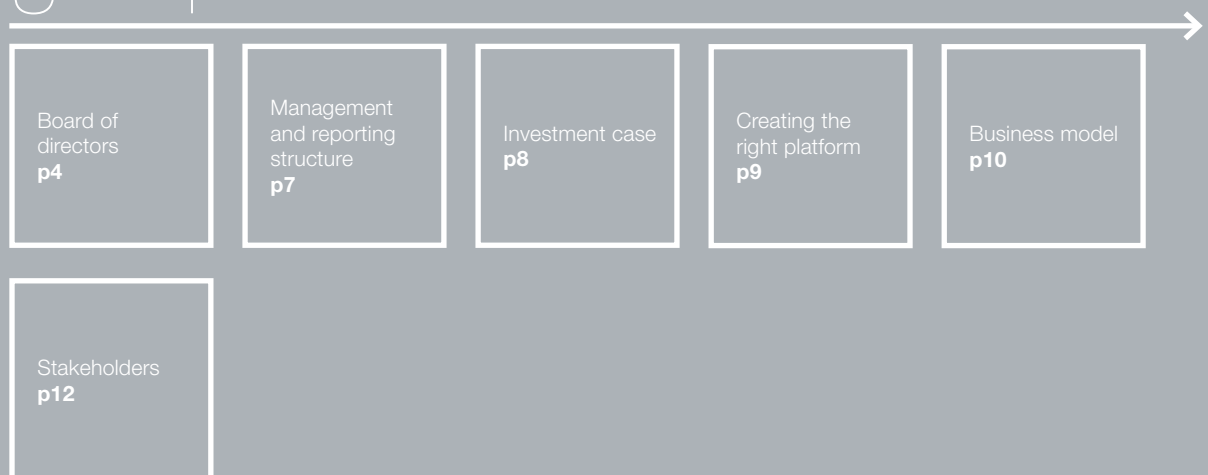 Board of
directors
p4
Management
and reporting
structure
p7
Investment case
p8
Creating the
right platform
p9
Business model
p10
Stakeholders
p12